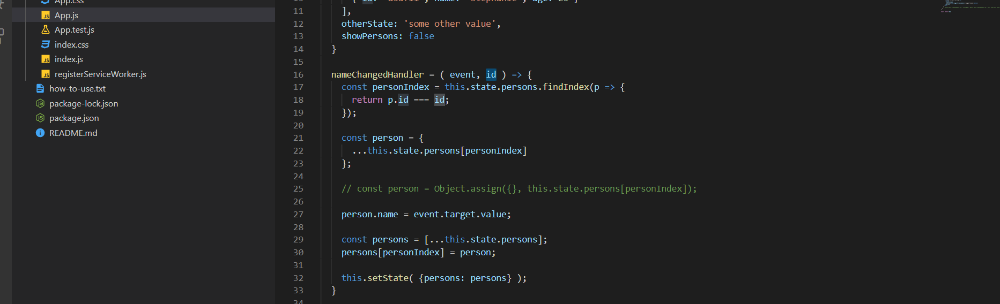 App.css
App.js
App.test.js
index.css
index.js
registerServiceWorker.js
how-to-use.txt
package-lock.json
package.json
README.md
11 ],
12 otherState: 'some other value',
13 showPersons: false
14 }
15
16 nameChangedHandler = ( event, id ) => {
17 const personIndex = this.state.persons.findIndex(p => {
18 return p.id === id;
19 });
20
21 const person = {
22 ...this.state.persons[personIndex]
23 };
24
25 // const person = Object.assign({}, this.state.persons[personIndex]);
26
27 person.name = event.target.value;
28
29 const persons = [...this.state.persons];
30 persons[personIndex] = person;
31
32 this.setState( {persons: persons} );
33 }
34